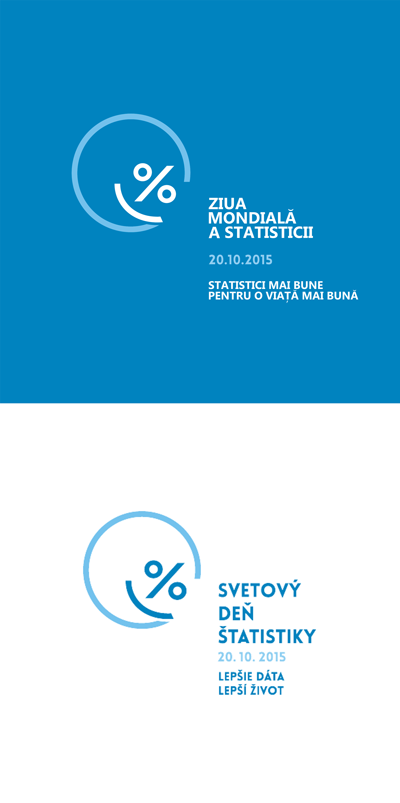 %
ZIUA
MONDIALĂ
A STATISTICII
20.10.2015
STATISTICI MAI BUNE
PENTRU O VIAȚĂ MAI BUNĂ
%
SVETOVÝ
DEŇ
ŠTATISTIKY
20. 10. 2015
LEPŠIE DÁTA
LEPŠÍ ŽIVOT